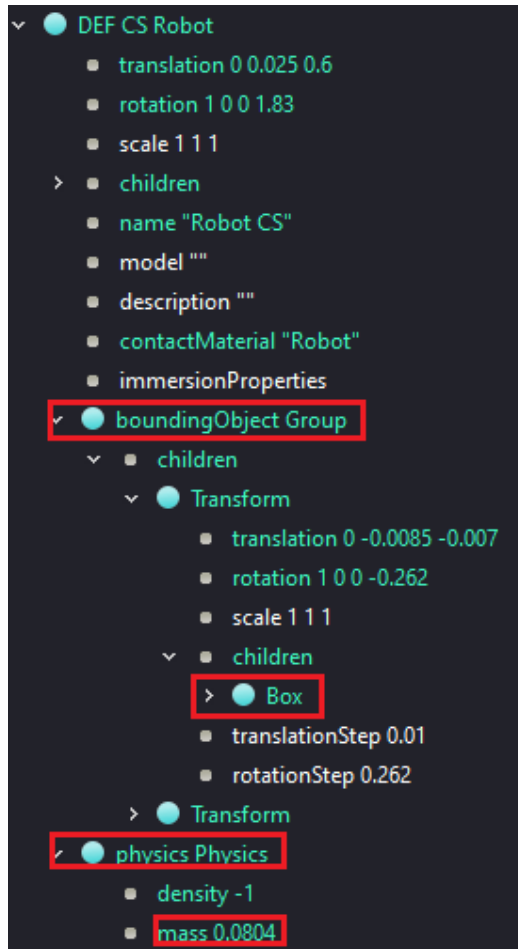 DEF CS Robot
translation 0 0.025 0.6
rotation 1 0 0 1.83
scale 1 1 1
children
name "Robot CS"
model ""
description ""
contactMaterial "Robot"
immersionProperties
boundingObject Group
children
Transform
translation 0 -0.0085 -0.007
rotation 1 0 0 -0.262
scale 1 1 1
children
Box
translationStep 0.01
rotationStep 0.262
Transform
physics Physics
density -1
mass 0.0804